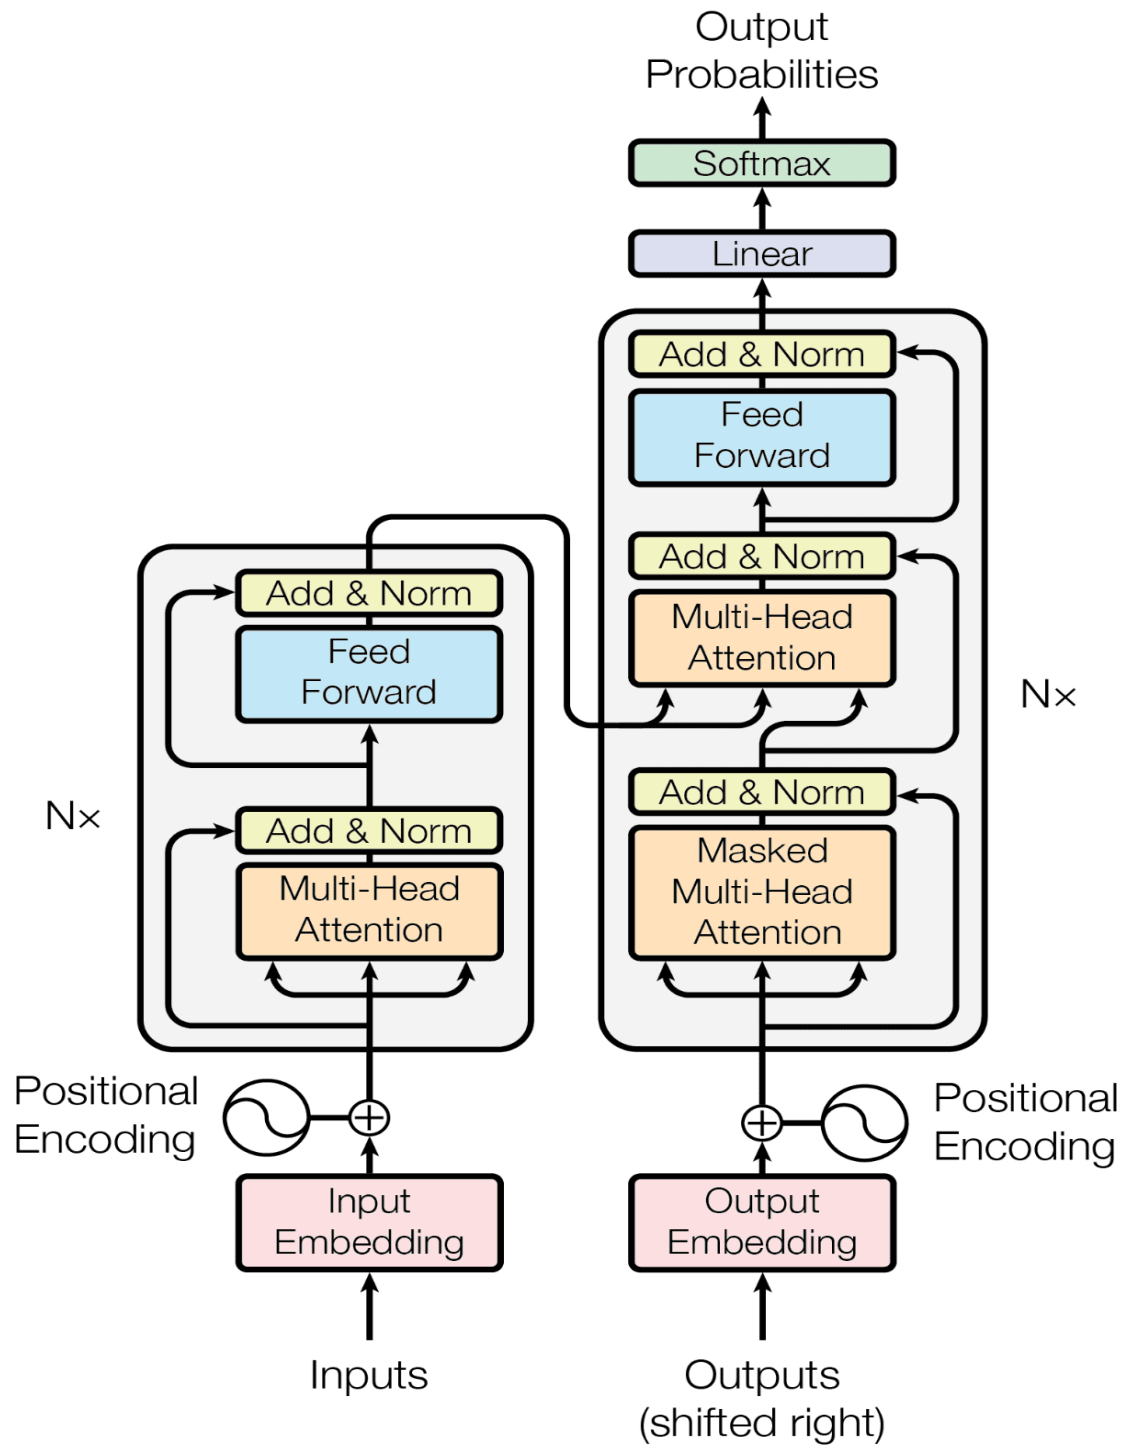 Output
Probabilities
Softmax
Linear
Add & Norm
Feed
Forward
Add & Norm
Multi-Head
Attention
Nx
Add & Norm
Masked
Multi-Head
Attention
Add & Norm
Feed
Forward
Nx
Add & Norm
Multi-Head
Attention
Positional
Encoding
Positional
Encoding
Input
Embedding
Output
Embedding
Inputs
Outputs
(shifted right)